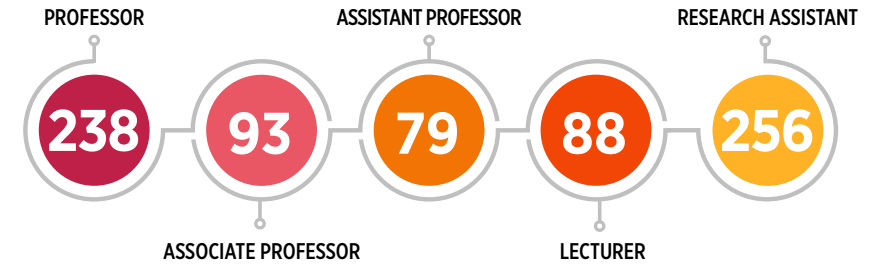 PROFESSOR
ASSISTANT PROFESSOR
RESEARCH ASSISTANT
238
93
79
88
256
ASSOCIATE PROFESSOR
LECTURER